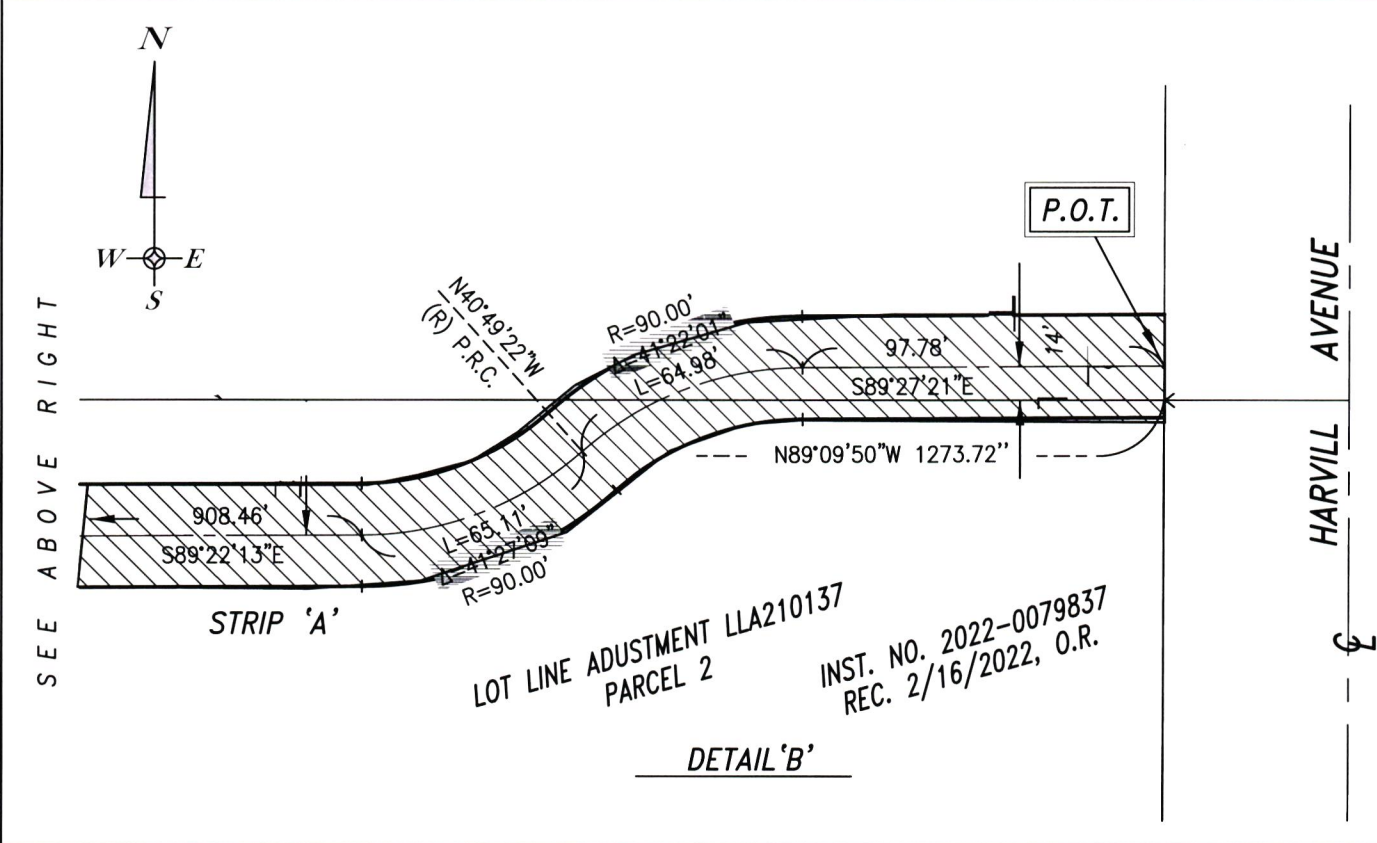 N
W E
S
SEE ABOVE RIGHT
P.O.T.
HARVILL AVENUE
N40°49'22"W
(R) P.R.C.
R=90.00'
Δ=41°22'01"
L=64.98'
97.78'
S89°27'21"E
14'
N89°09'50"W 1273.72''
908.46'
S89°22'13"E
L=65.11'
Δ=41°27'09"
R=90.00'
STRIP 'A'
LOT LINE ADUSTMENT LLA210137
PARCEL 2
INST. NO. 2022-0079837
REC. 2/16/2022, O.R.
℄
DETAIL 'B'